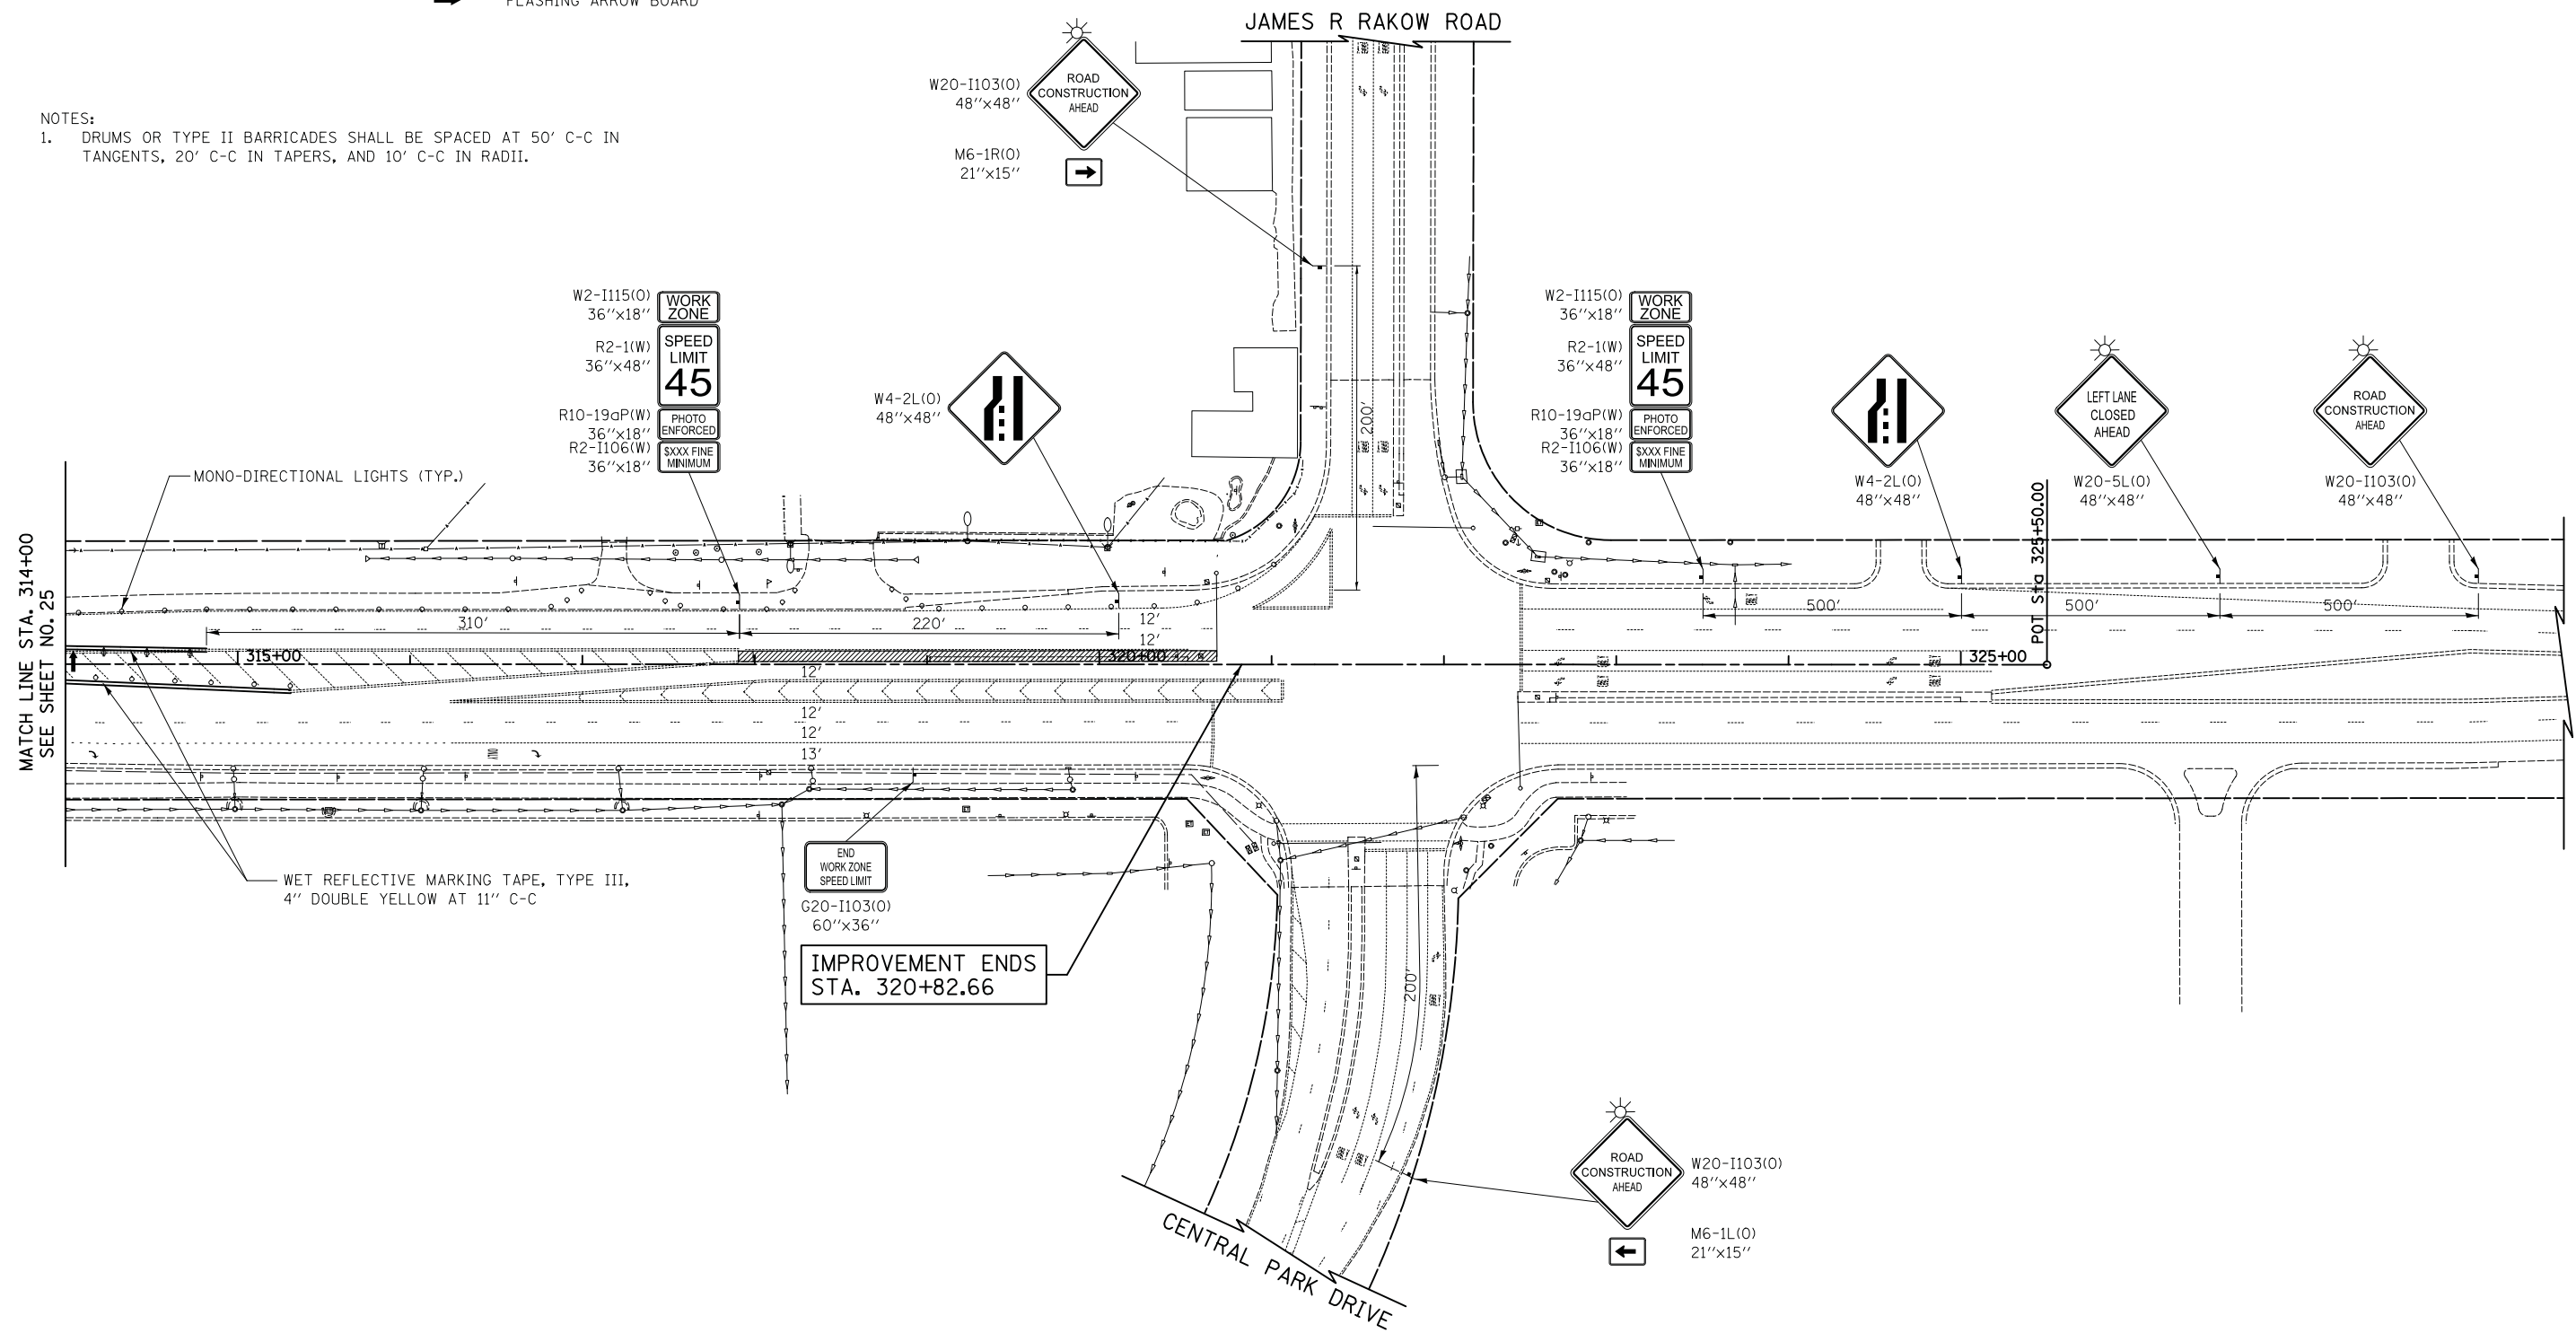 FLASHING ARROW BOARD
JAMES R RAKOW ROAD
NOTES:
1. DRUMS OR TYPE II BARRICADES SHALL BE SPACED AT 50' C-C IN
TANGENTS, 20' C-C IN TAPERS, AND 10' C-C IN RADII.
W20-I103(O)
48"x48"
ROAD
CONSTRUCTION
AHEAD
M6-1R(O)
21"x15"
W2-I115(O)
36"x18"
WORK
ZONE
R2-1(W)
36"x48"
SPEED
LIMIT
45
R10-19aP(W)
36"x18"
PHOTO
ENFORCED
R2-I106(W)
36"x18"
$XXX FINE
MINIMUM
W4-2L(O)
48"x48"
200'
W2-I115(O)
36"x18"
WORK
ZONE
R2-1(W)
36"x48"
SPEED
LIMIT
45
R10-19aP(W)
36"x18"
PHOTO
ENFORCED
R2-I106(W)
36"x18"
$XXX FINE
MINIMUM
W4-2L(O)
48"x48"
LEFT LANE
CLOSED
AHEAD
W20-5L(O)
48"x48"
ROAD
CONSTRUCTION
AHEAD
W20-I103(O)
48"x48"
MONO-DIRECTIONAL LIGHTS (TYP.)
MATCH LINE STA. 314+00
SEE SHEET NO. 25
POT Sta 325+50.00
310'
220'
12'
12'
500'
500'
500'
315+00
320+00
325+00
12'
12'
12'
13'
WET REFLECTIVE MARKING TAPE, TYPE III,
4" DOUBLE YELLOW AT 11" C-C
END
WORK ZONE
SPEED LIMIT
G20-I103(O)
60"x36"
IMPROVEMENT ENDS
STA. 320+82.66
200'
CENTRAL PARK DRIVE
ROAD
CONSTRUCTION
AHEAD
W20-I103(O)
48"x48"
M6-1L(O)
21"x15"